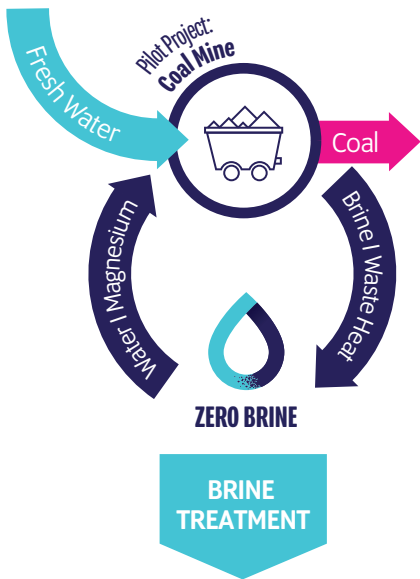 Pilot Project:
Coal Mine
Fresh Water
Coal
Brine | Waste Heat
Water | Magnesium
ZERO BRINE
BRINE
TREATMENT